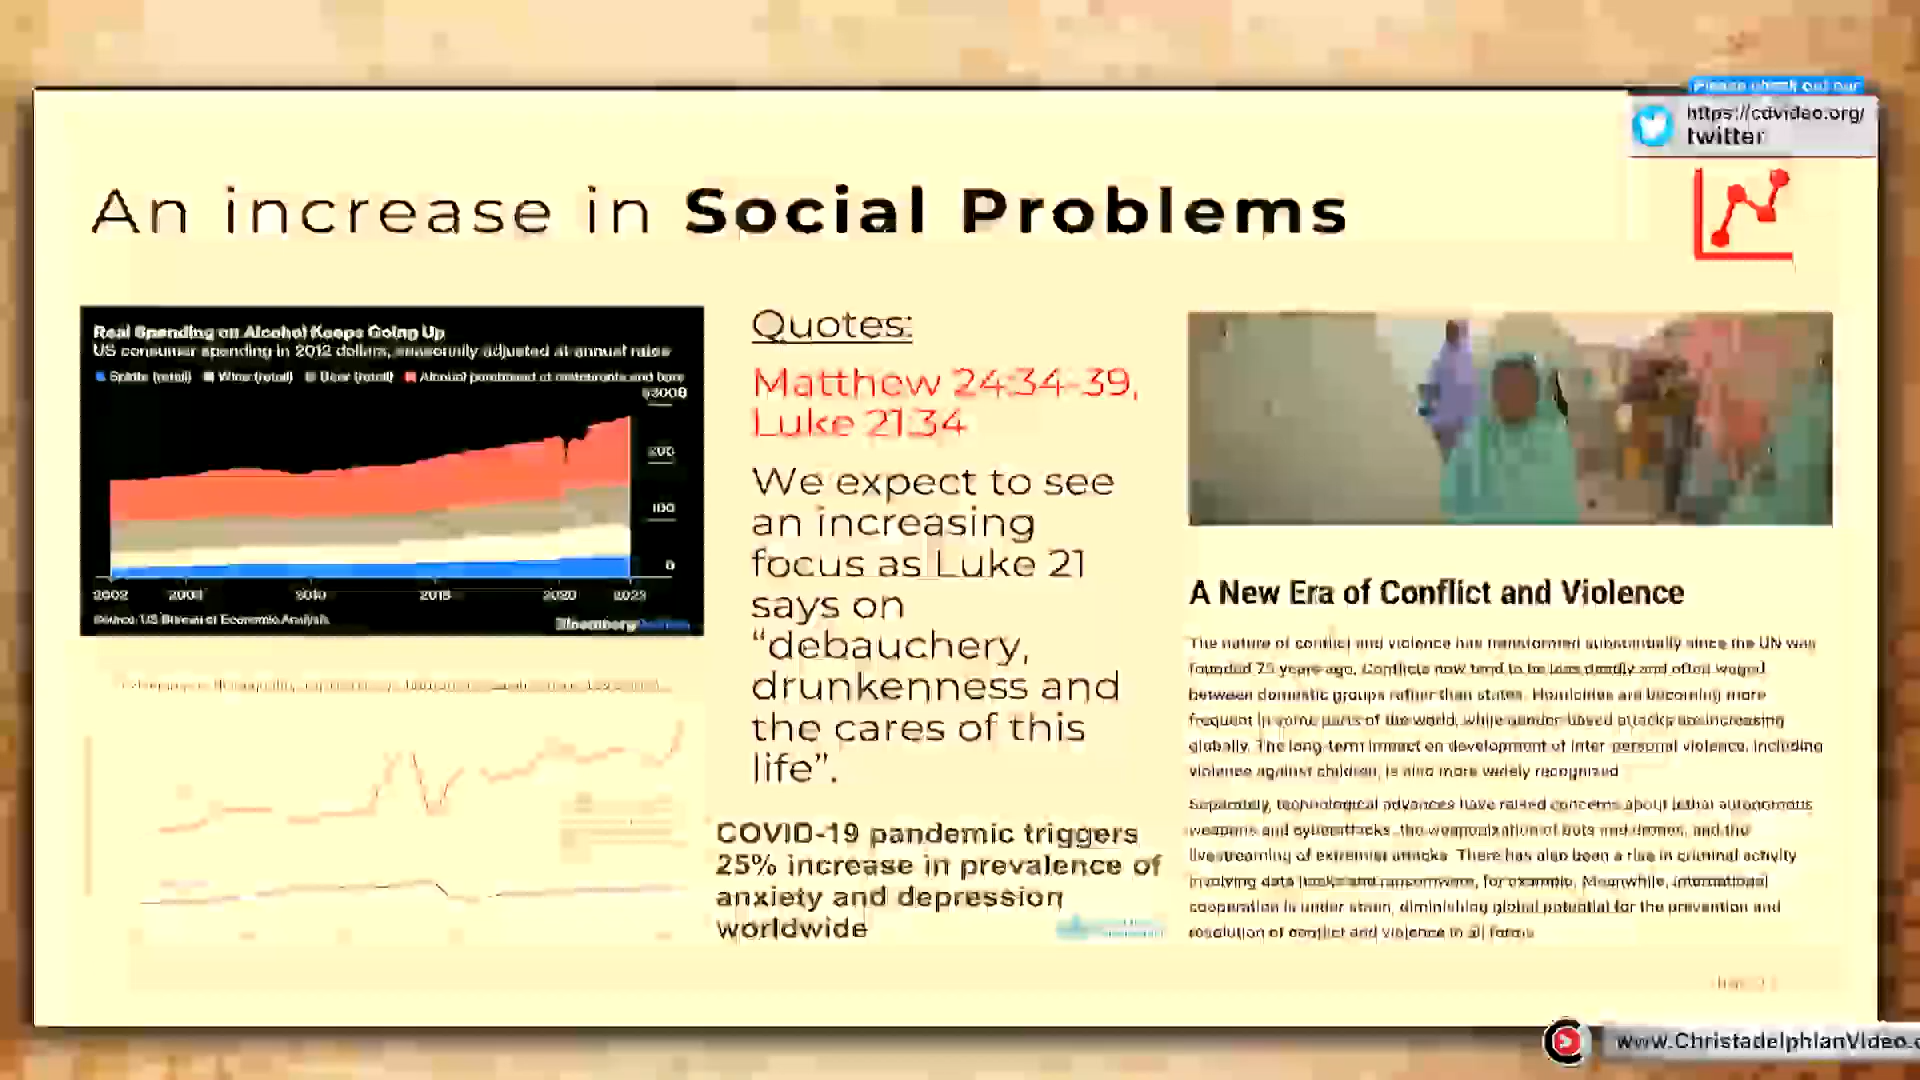 Please check out our
https://cdvideo.org/
twitter
An increase in Social Problems
Real Spending on Alcohol Keeps Going Up
US consumer spending in 2012 dollars, seasonally adjusted at annual rates
Spirits (retail) Wine (retail) Beer (retail) Alcohol purchased at restaurants and bars
$300B
200
100
0
2002 2010 2015 2020 2023
Source: US Bureau of Economic Analysis
Bloomberg
Quotes:
Matthew 24:34-39,
Luke 21:34
We expect to see
an increasing
focus as Luke 21
says on
“debauchery,
drunkenness and
the cares of this
life”.
COVID-19 pandemic triggers
25% increase in prevalence of
anxiety and depression
worldwide
A New Era of Conflict and Violence
The nature of conflict and violence has transformed substantially since the UN was
founded 75 years ago. Conflicts now tend to be less deadly and often waged
between domestic groups rather than states. Homicides are becoming more
frequent in some parts of the world, while gender-based attacks are increasing
globally. The long-term impact on development of inter-personal violence, including
violence against children, is also more widely recognized
Separately, technological advances have raised concerns about lethal autonomous
weapons and cyberattacks, the weaponization of bots and drones, and the
livestreaming of extremist attacks. There has also been a rise in criminal activity
involving data hacks and ransomware, for example. Meanwhile, international
cooperation is under strain, diminishing global potential for the prevention and
resolution of conflict and violence in all forms
www.ChristadelphianVideo.o